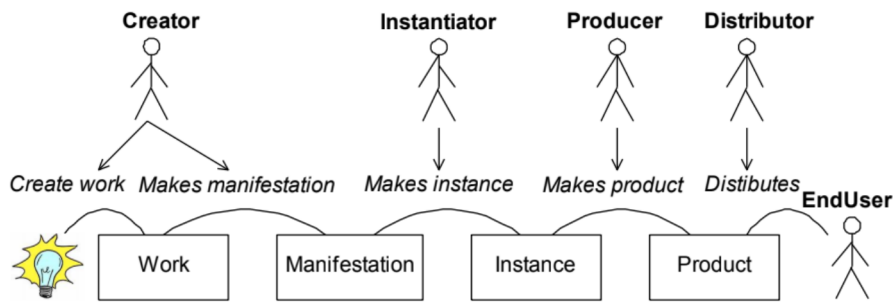 Creator Instantiator Producer Distributor
Create work Makes manifestation Makes instance Makes product Distibutes
EndUser
Work Manifestation Instance Product